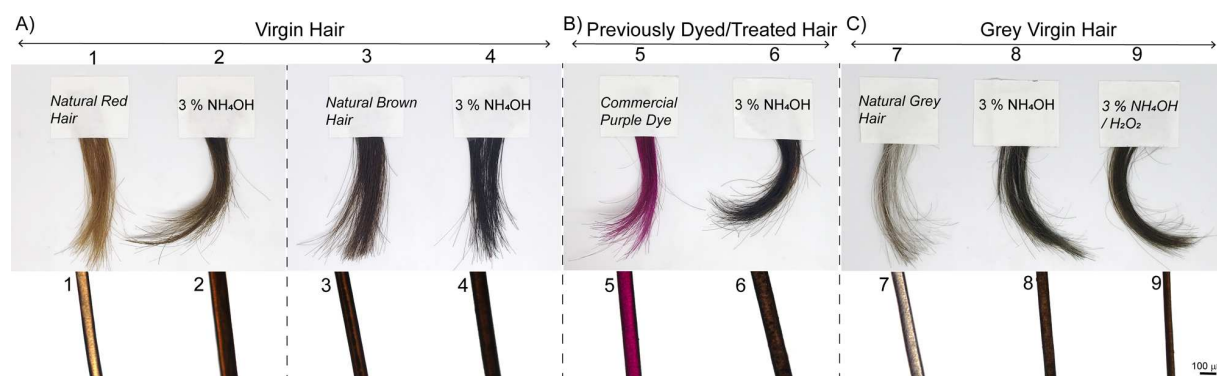 A) Virgin Hair
B) Previously Dyed/Treated Hair
C) Grey Virgin Hair
1 2 3 4 5 6 7 8 9
Natural Red
Hair
3 % NH₄OH
Natural Brown
Hair
3 % NH₄OH
Commercial
Purple Dye
3 % NH₄OH
Natural Grey
Hair
3 % NH₄OH
3 % NH₄OH
/ H₂O₂
1 2 3 4 5 6 7 8 9
100 μ